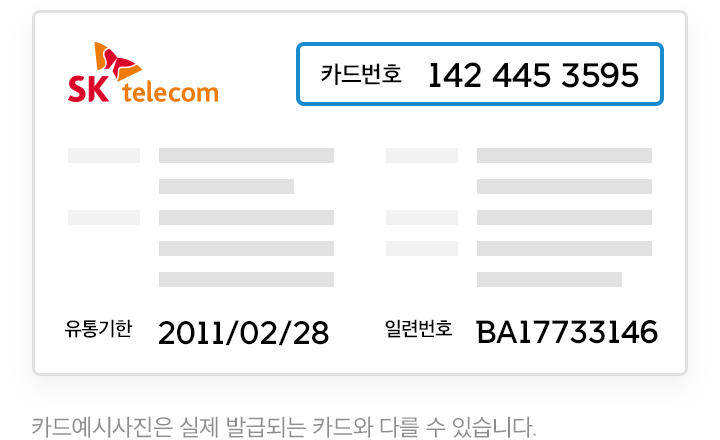 SK telecom
카드번호 142 445 3595
유통기한 2011/02/28
일련번호 BA17733146
카드예시사진은 실제 발급되는 카드와 다를 수 있습니다.